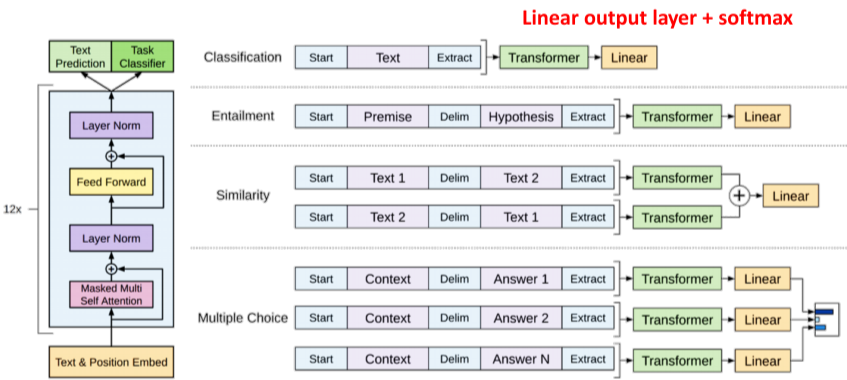 Linear output layer + softmax
Text Prediction
Task Classifier
12x
Layer Norm
+
Feed Forward
Layer Norm
+
Masked Multi Self Attention
Text & Position Embed
Classification
Start Text Extract Transformer Linear
Entailment
Start Premise Delim Hypothesis Extract Transformer Linear
Similarity
Start Text 1 Delim Text 2 Extract Transformer
+ Linear
Start Text 2 Delim Text 1 Extract Transformer
Multiple Choice
Start Context Delim Answer 1 Extract Transformer Linear
Start Context Delim Answer 2 Extract Transformer Linear
Start Context Delim Answer N Extract Transformer Linear